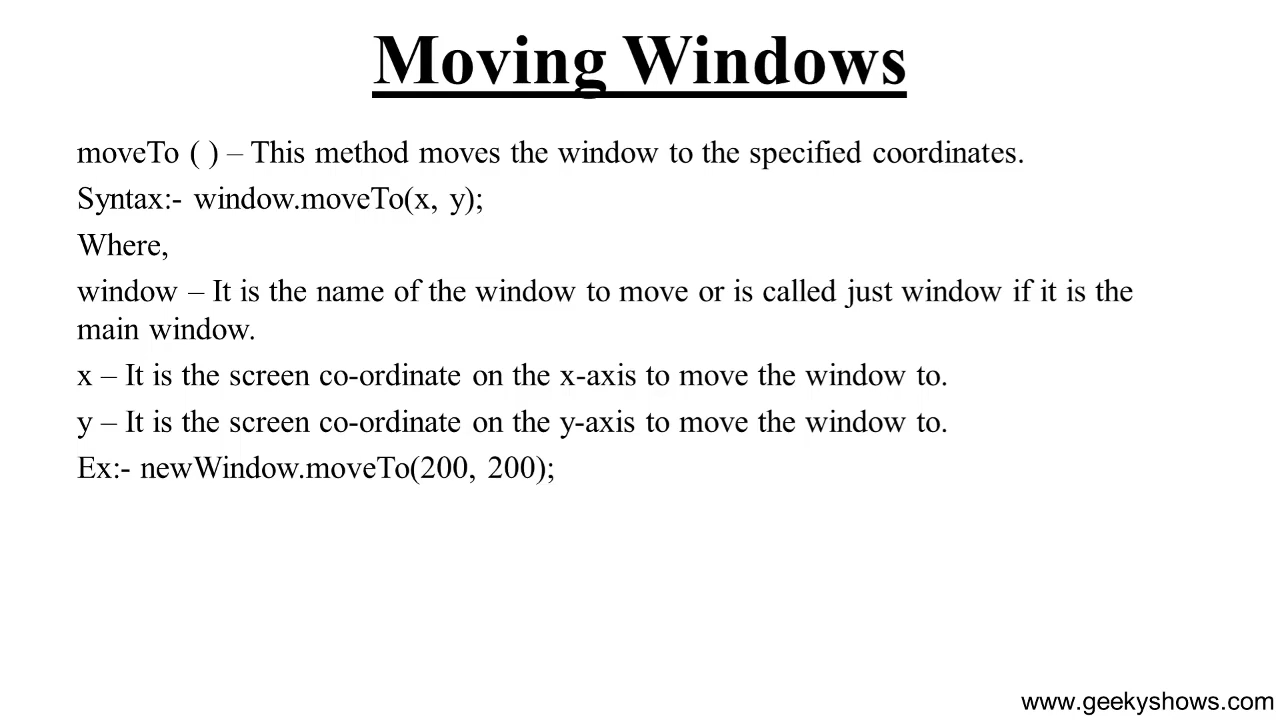 Moving Windows
moveTo ( ) – This method moves the window to the specified coordinates.
Syntax:- window.moveTo(x, y);
Where,
window – It is the name of the window to move or is called just window if it is the
main window.
x – It is the screen co-ordinate on the x-axis to move the window to.
y – It is the screen co-ordinate on the y-axis to move the window to.
Ex:- newWindow.moveTo(200, 200);
www.geekyshows.com